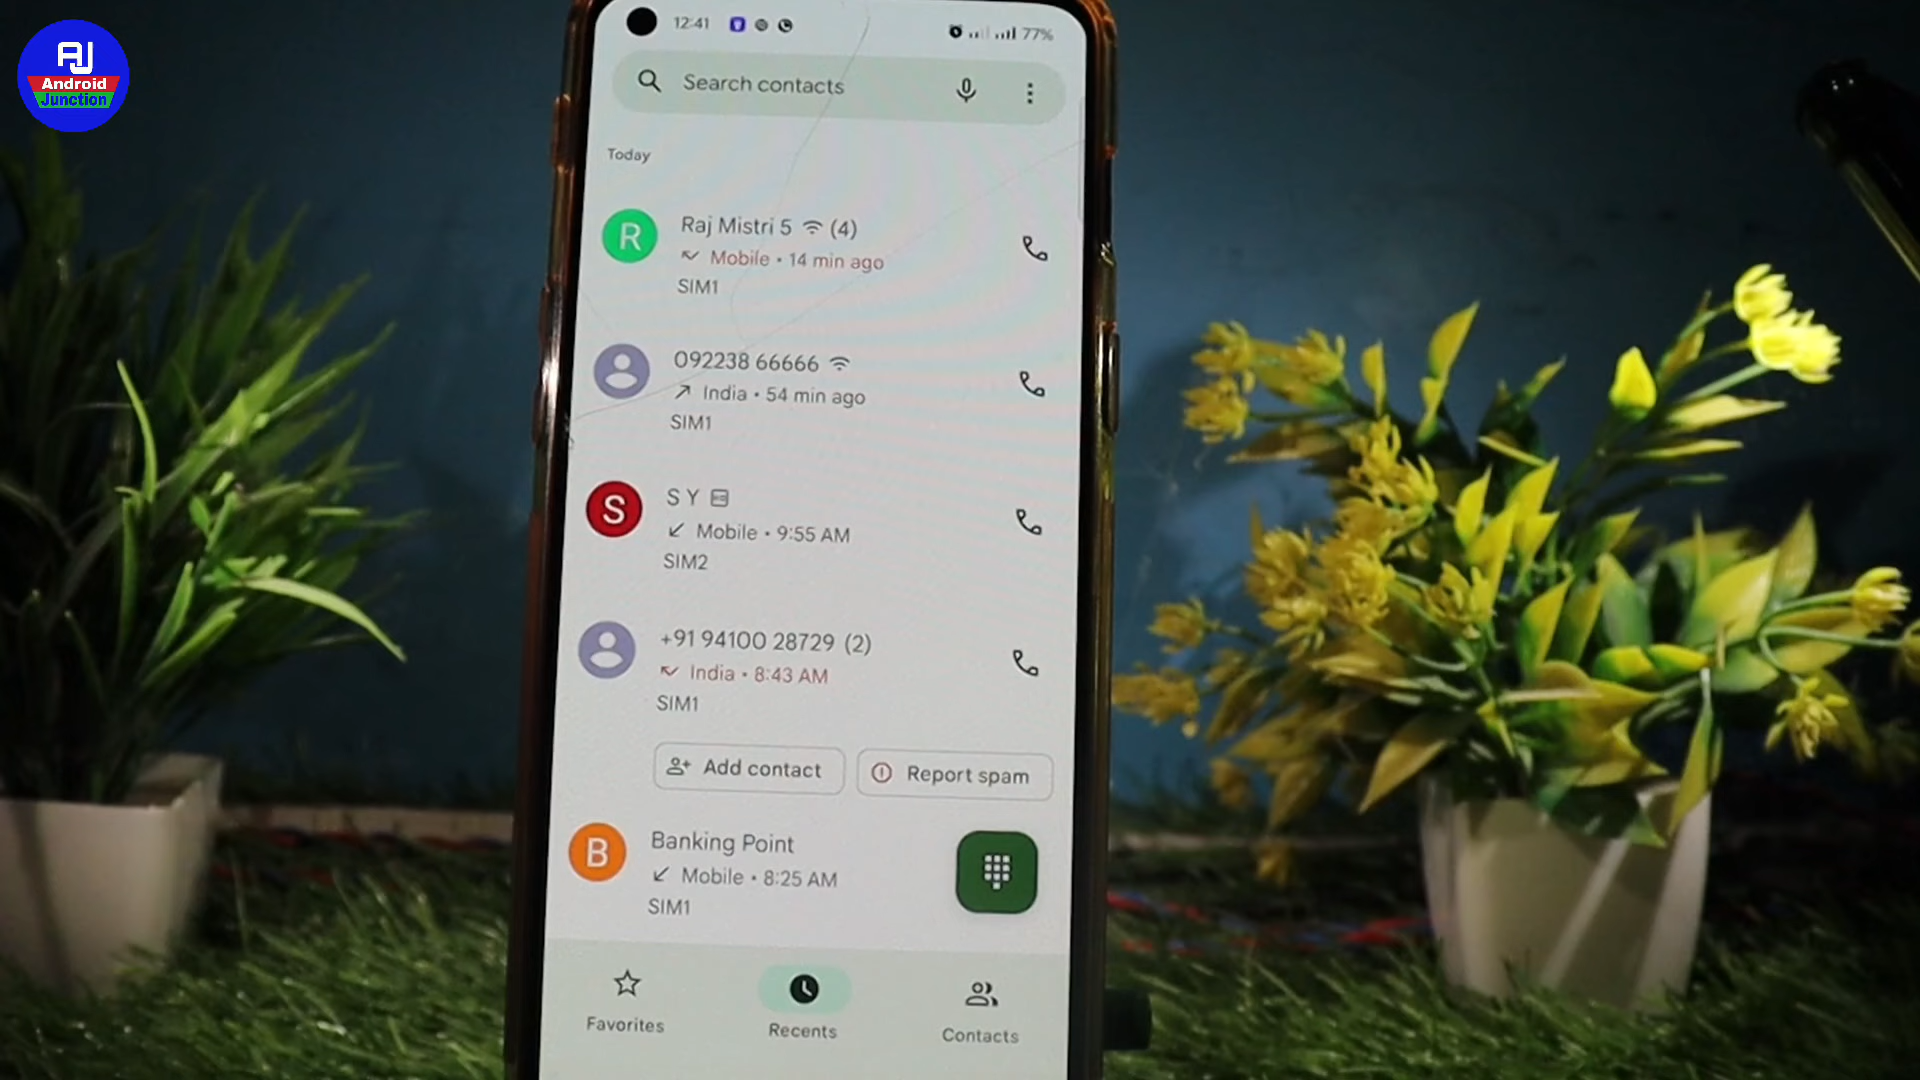 AJ
Android
Junction
12:41
77%
Search contacts
Today
R
Raj Mistri 5 (4)
Mobile • 14 min ago
SIM1
092238 66666
India • 54 min ago
SIM1
S
S Y
Mobile • 9:55 AM
SIM2
+91 94100 28729 (2)
India • 8:43 AM
SIM1
Add contact
Report spam
B
Banking Point
Mobile • 8:25 AM
SIM1
Favorites
Recents
Contacts